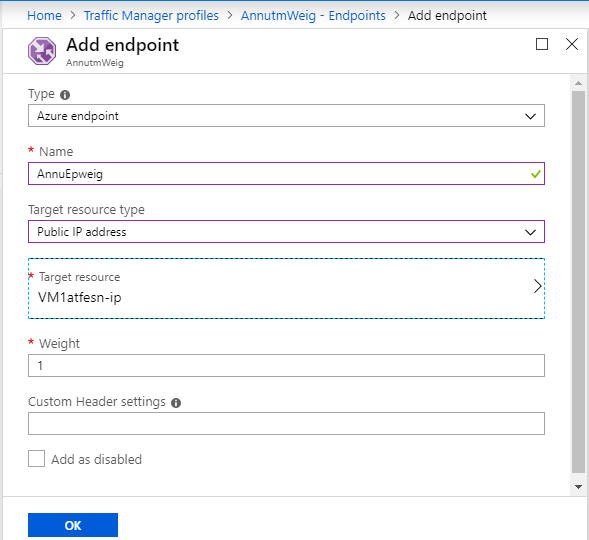 Home > Traffic Manager profiles > AnnutmWeig - Endpoints > Add endpoint
Add endpoint
AnnutmWeig
Type
Azure endpoint
* Name
AnnuEpweig
Target resource type
Public IP address
* Target resource
VM1atfesn-ip
* Weight
1
Custom Header settings
Add as disabled
OK